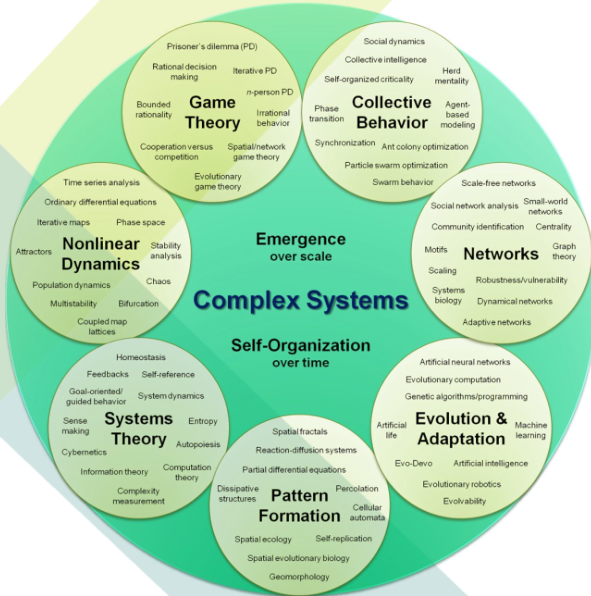 Prisoner's dilemma (PD)
Rational decision
making
Iterative PD
n-person PD
Bounded
rationality
Game
Theory
Irrational
behavior
Cooperation versus
competition
Spatial/network
game theory
Evolutionary
game theory
Social dynamics
Collective intelligence
Self-organized criticality
Herd
mentality
Phase
transition
Collective
Behavior
Agent-
based
modeling
Synchronization
Ant colony optimization
Particle swarm optimization
Swarm behavior
Time series analysis
Ordinary differential equations
Iterative maps
Phase space
Attractors
Nonlinear
Dynamics
Stability
analysis
Population dynamics
Chaos
Multistability
Bifurcation
Coupled map
lattices
Emergence
over scale
Complex Systems
Self-Organization
over time
Scale-free networks
Social network analysis
Small-world
networks
Community identification
Centrality
Motifs
Networks
Graph
theory
Scaling
Robustness/vulnerability
Systems
biology
Dynamical networks
Adaptive networks
Homeostasis
Feedbacks
Self-reference
Goal-oriented/
guided behavior
System dynamics
Sense
making
Systems
Theory
Entropy
Cybernetics
Autopoiesis
Information theory
Computation
theory
Complexity
measurement
Spatial fractals
Reaction-diffusion systems
Partial differential equations
Dissipative
structures
Pattern
Formation
Percolation
Cellular
automata
Spatial ecology
Self-replication
Spatial evolutionary biology
Geomorphology
Artificial neural networks
Evolutionary computation
Genetic algorithms/programming
Artificial
life
Evolution &
Adaptation
Machine
learning
Evo-Devo
Artificial intelligence
Evolutionary robotics
Evolvability